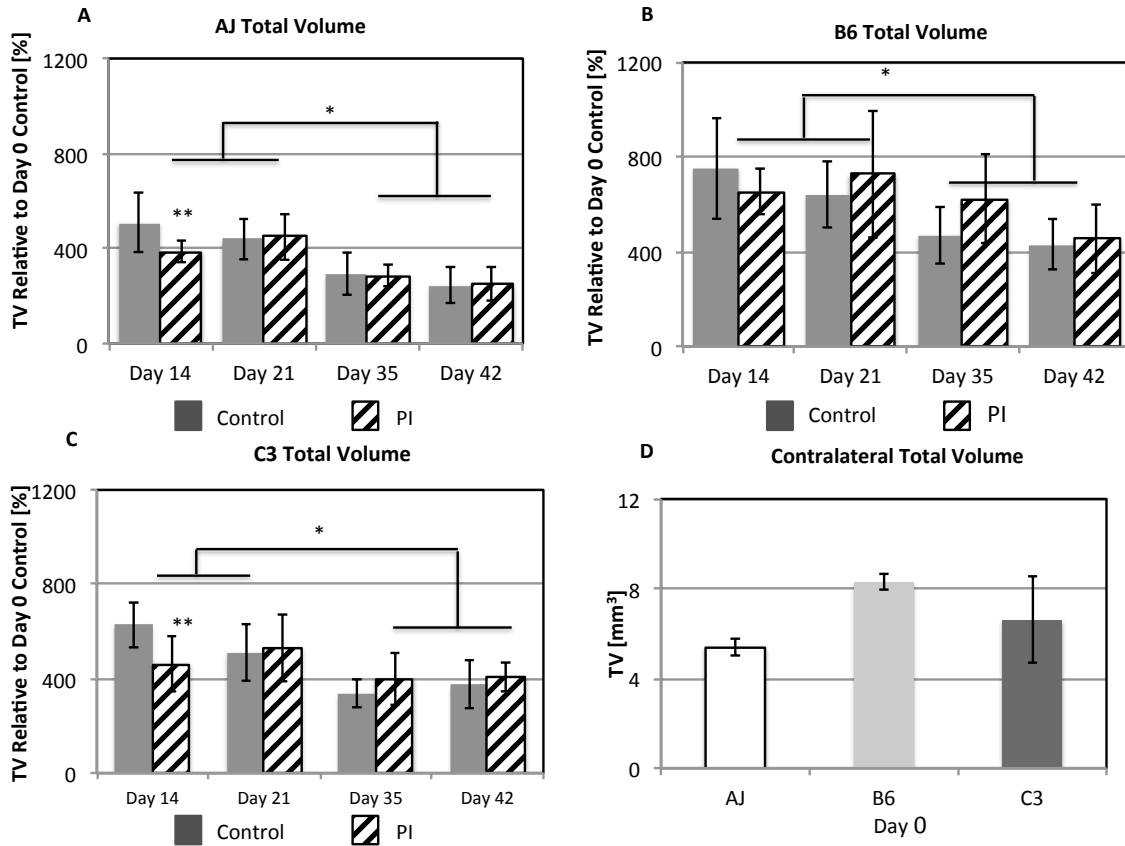 A
AJ Total Volume
TV Relative to Day 0 Control [%]
1200
800
400
0
*
**
Day 14 Day 21 Day 35 Day 42
Control PI
B
B6 Total Volume
TV Relative to Day 0 Control [%]
1200
800
400
0
*
Day 14 Day 21 Day 35 Day 42
Control PI
C
C3 Total Volume
TV Relative to Day 0 Control [%]
1200
800
400
0
*
**
Day 14 Day 21 Day 35 Day 42
Control PI
D
Contralateral Total Volume
TV [mm³]
12
8
4
0
AJ B6 C3
Day 0